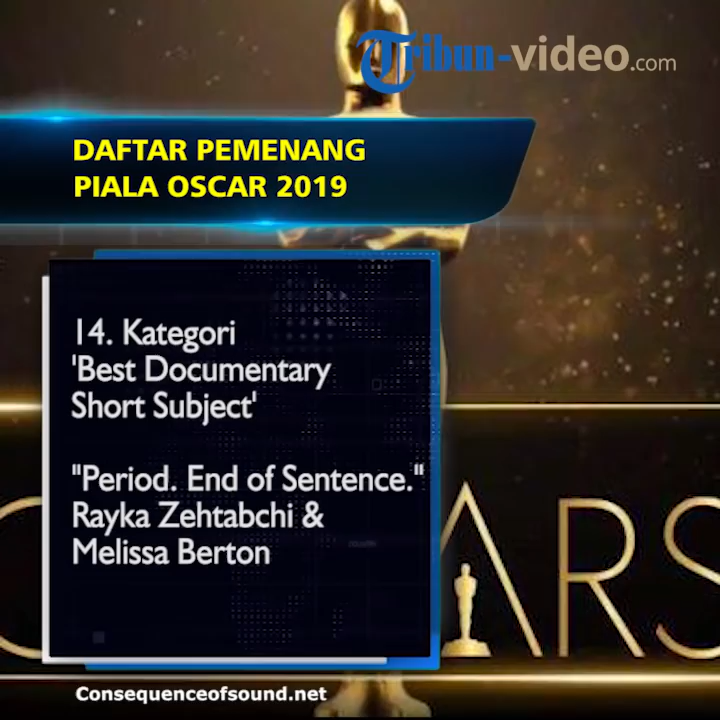 Tribun-video.com
DAFTAR PEMENANG
PIALA OSCAR 2019
14. Kategori
'Best Documentary
Short Subject'
"Period. End of Sentence."
Rayka Zehtabchi &
Melissa Berton
ARS
Consequenceofsound.net